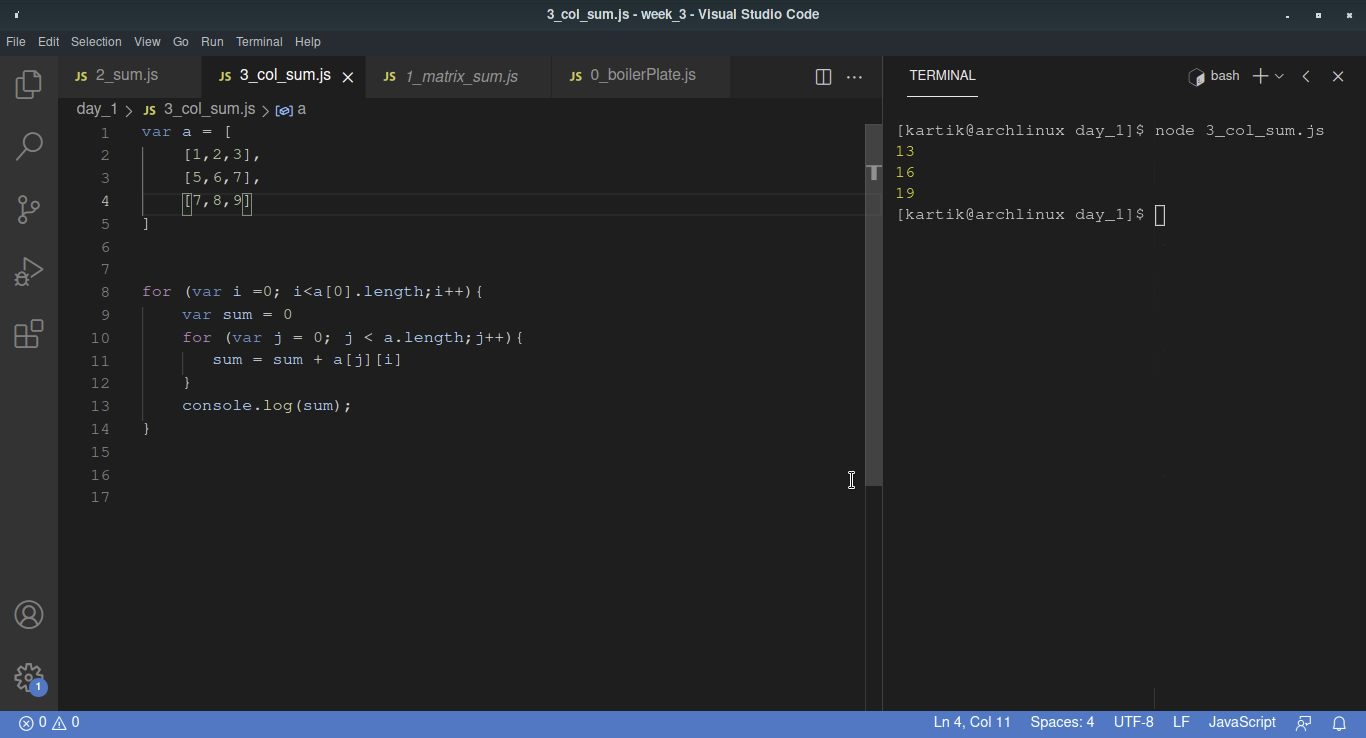 3_col_sum.js - week_3 - Visual Studio Code
File Edit Selection View Go Run Terminal Help
JS 2_sum.js JS 3_col_sum.js JS 1_matrix_sum.js JS 0_boilerPlate.js
day_1 > JS 3_col_sum.js > a
1 var a = [
2 [1,2,3],
3 [5,6,7],
4 [7,8,9]
5 ]
6
7
8 for (var i =0; i<a[0].length;i++){
9 var sum = 0
10 for (var j = 0; j < a.length;j++){
11 sum = sum + a[j][i]
12 }
13 console.log(sum);
14 }
15
16
17
TERMINAL bash
[kartik@archlinux day_1]$ node 3_col_sum.js
13
16
19
[kartik@archlinux day_1]$
1
0 0 Ln 4, Col 11 Spaces: 4 UTF-8 LF JavaScript